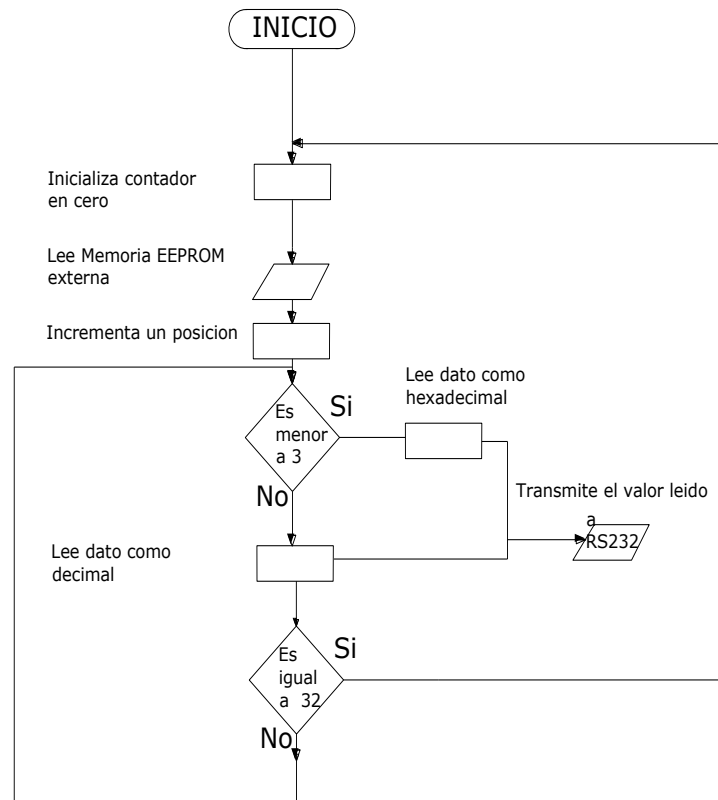 INICIO
Inicializa contador
en cero
Lee Memoria EEPROM
externa
Incrementa un posicion
Lee dato como
hexadecimal
Si
Es
menor
a 3
No
Transmite el valor leido
a
RS232
Lee dato como
decimal
Si
Es
igual
a 32
No